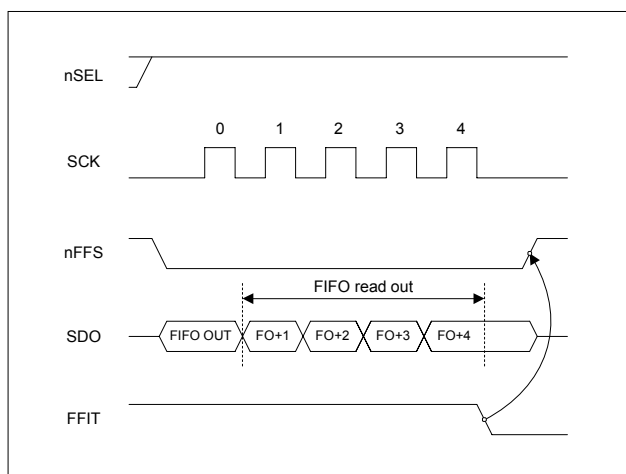 nSEL
0 1 2 3 4
SCK
nFFS
FIFO read out
SDO FIFO OUT FO+1 FO+2 FO+3 FO+4
FFIT